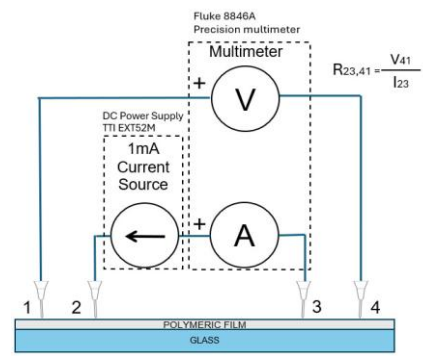 Fluke 8846A
Precision multimeter
Multimeter
R23,41 = V41
I23
+
V
DC Power Supply
TTI EXT52M
1mA
Current
Source
+
A
1
2
3
4
POLYMERIC FILM
GLASS